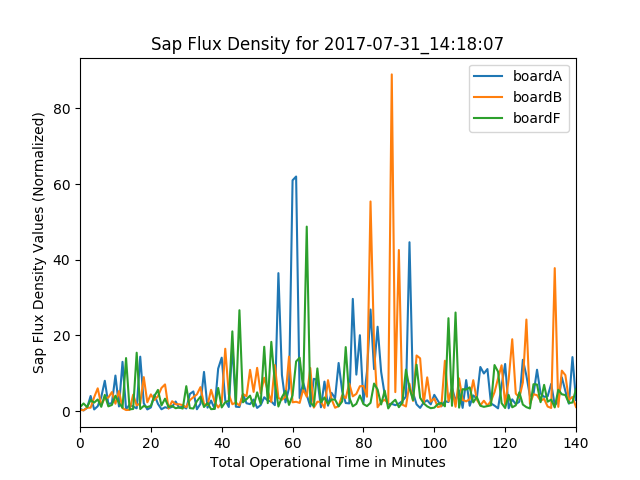 Sap Flux Density for 2017-07-31_14:18:07
boardA
boardB
boardF
Sap Flux Density Values (Normalized)
80
60
40
20
0
0 20 40 60 80 100 120 140
Total Operational Time in Minutes